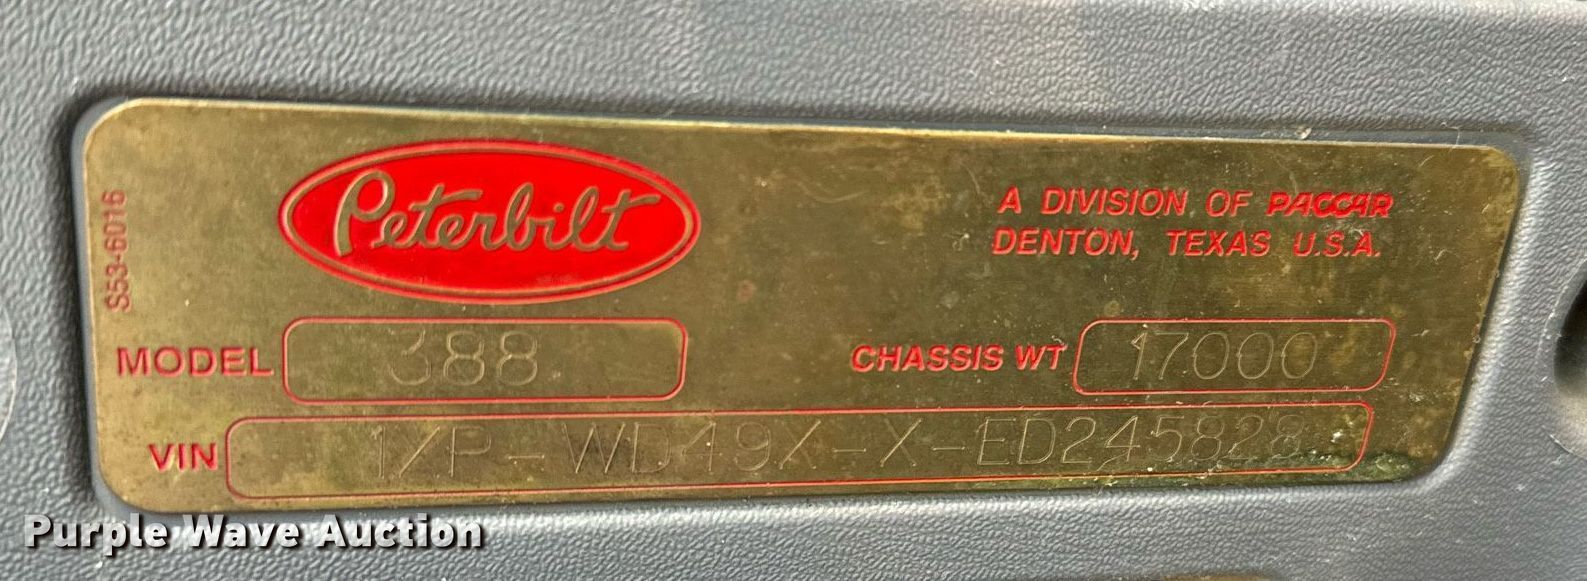 S53-6016
Peterbilt
A DIVISION OF PACCAR
DENTON, TEXAS U.S.A.
MODEL 388
CHASSIS WT 17000
VIN 1XP-WD49X-X-ED245828
Purple Wave Auction